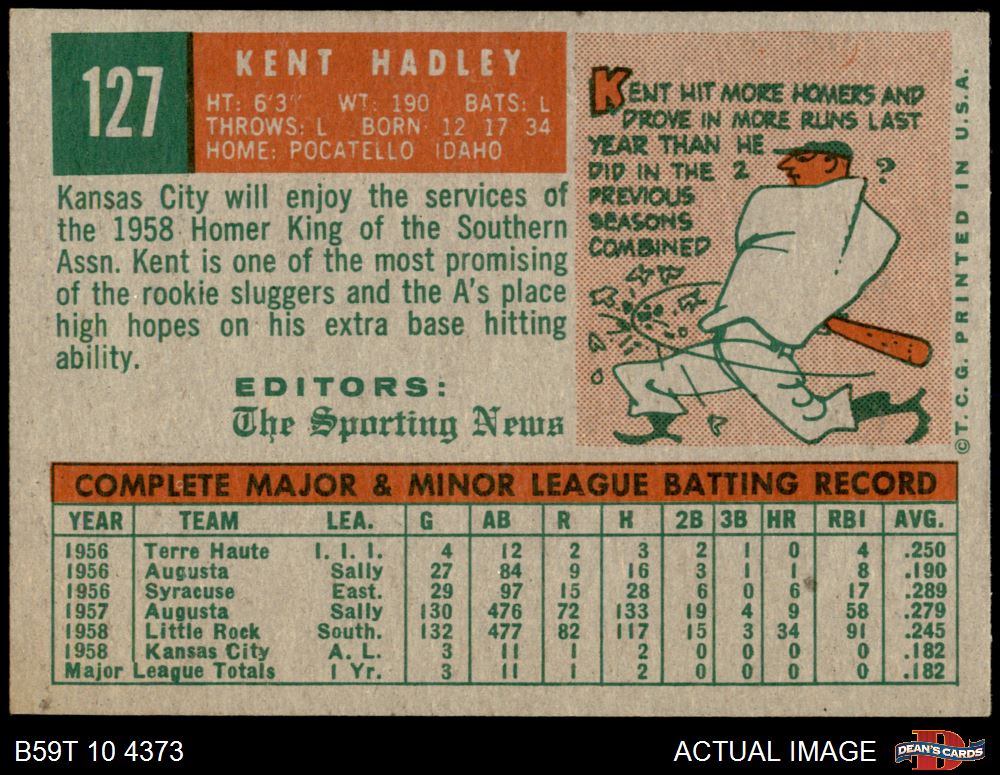 127
KENT HADLEY
HT: 6'3" WT: 190 BATS: L
THROWS: L BORN 12 17 34
HOME: POCATELLO IDAHO
Kansas City will enjoy the services of
the 1958 Homer King of the Southern
Assn. Kent is one of the most promising
of the rookie sluggers and the A's place
high hopes on his extra base hitting
ability.
EDITORS:
The Sporting News
KENT HIT MORE HOMERS AND
DROVE IN MORE RUNS LAST
YEAR THAN HE
DID IN THE 2
PREVIOUS
SEASONS
COMBINED
?
©T.C.G. PRINTED IN U.S.A.
COMPLETE MAJOR & MINOR LEAGUE BATTING RECORD
YEAR TEAM LEA. G AB R H 2B 3B HR RBI AVG.
1956 Terre Haute I. I. I. 4 12 2 3 2 1 0 4 .250
1956 Augusta Sally 27 84 9 16 3 1 1 8 .190
1956 Syracuse East. 29 97 15 28 6 0 6 17 .289
1957 Augusta Sally 130 476 72 133 19 4 9 58 .279
1958 Little Rock South. 132 477 82 117 15 3 34 91 .245
1958 Kansas City A. L. 3 11 1 2 0 0 0 0 .182
Major League Totals 1 Yr. 3 11 1 2 0 0 0 0 .182
B59T 10 4373
ACTUAL IMAGE
DEAN'S CARDS